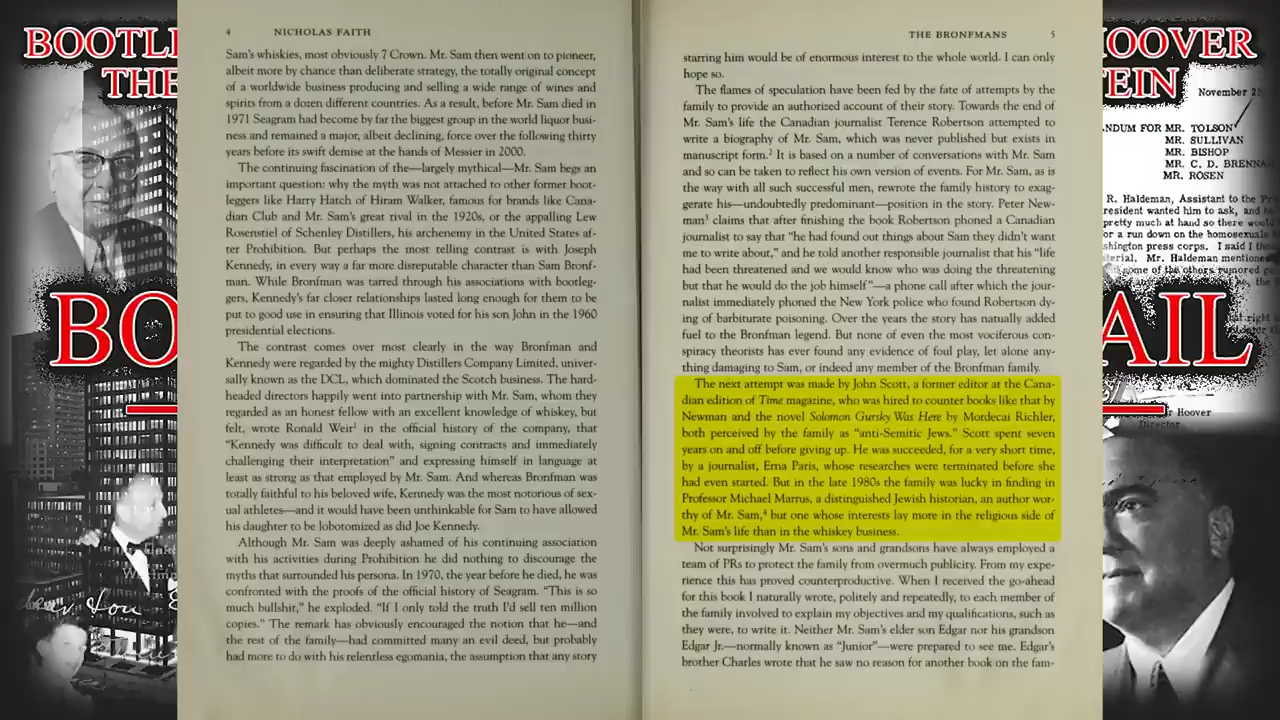 BOOTL
THE
BO
4 NICHOLAS FAITH
Sam's whiskies, most obviously 7 Crown. Mr. Sam then went on to pioneer,
albeit more by chance than deliberate strategy, the totally original concept
of a worldwide business producing and selling a wide range of wines and
spirits from a dozen different countries. As a result, before Mr. Sam died in
1971 Seagram had become by far the biggest group in the world liquor busi-
ness and remained a major, albeit declining, force over the following thirty
years before its swift demise at the hands of Messier in 2000.
The continuing fascination of the—largely mythical—Mr. Sam begs an
important question: why the myth was not attached to other former boot-
leggers like Harry Hatch of Hiram Walker, famous for brands like Cana-
dian Club and Mr. Sam's great rival in the 1920s, or the appalling Lew
Rosenstiel of Schenley Distillers, his archenemy in the United States af-
ter Prohibition. But perhaps the most telling contrast is with Joseph
Kennedy, in every way a far more disreputable character than Sam Bronf-
man. While Bronfman was tarred through his associations with bootleg-
gers, Kennedy's far closer relationships lasted long enough for them to be
put to good use in ensuring that Illinois voted for his son John in the 1960
presidential elections.
The contrast comes over most clearly in the way Bronfman and
Kennedy were regarded by the mighty Distillers Company Limited, univer-
sally known as the DCL, which dominated the Scotch business. The hard-
headed directors happily went into partnership with Mr. Sam, whom they
regarded as an honest fellow with an excellent knowledge of whiskey, but
felt, wrote Ronald Weir¹ in the official history of the company, that
"Kennedy was difficult to deal with, signing contracts and immediately
challenging their interpretation" and expressing himself in language at
least as strong as that employed by Mr. Sam. And whereas Bronfman was
totally faithful to his beloved wife, Kennedy was the most notorious of sex-
ual athletes—and it would have been unthinkable for Sam to have allowed
his daughter to be lobotomized as did Joe Kennedy.
Although Mr. Sam was deeply ashamed of his continuing association
with his activities during Prohibition he did nothing to discourage the
myths that surrounded his persona. In 1970, the year before he died, he was
confronted with the proofs of the official history of Seagram. "This is so
much bullshit," he exploded. "If I only told the truth I'd sell ten million
copies." The remark has obviously encouraged the notion that he—and
the rest of the family—had committed many an evil deed, but probably
had more to do with his relentless egomania, the assumption that any story
THE BRONFMANS 5
starring him would be of enormous interest to the whole world. I can only
hope so.
The flames of speculation have been fed by the fate of attempts by the
family to provide an authorized account of their story. Towards the end of
Mr. Sam's life the Canadian journalist Terence Robertson attempted to
write a biography of Mr. Sam, which was never published but exists in
manuscript form.² It is based on a number of conversations with Mr. Sam
and so can be taken to reflect his own version of events. For Mr. Sam, as is
the way with all such successful men, rewrote the family history to exag-
gerate his—undoubtedly predominant—position in the story. Peter New-
man³ claims that after finishing the book Robertson phoned a Canadian
journalist to say that "he had found out things about Sam they didn't want
me to write about," and he told another responsible journalist that his "life
had been threatened and we would know who was doing the threatening
but that he would do the job himself"—a phone call after which the jour-
nalist immediately phoned the New York police who found Robertson dy-
ing of barbiturate poisoning. Over the years the story has natually added
fuel to the Bronfman legend. But none of even the most vociferous con-
spiracy theorists has ever found any evidence of foul play, let alone any-
thing damaging to Sam, or indeed any member of the Bronfman family.
The next attempt was made by John Scott, a former editor at the Cana-
dian edition of Time magazine, who was hired to counter books like that by
Newman and the novel Solomon Gursky Was Here by Mordecai Richler,
both perceived by the family as "anti-Semitic Jews." Scott spent seven
years on and off before giving up. He was succeeded, for a very short time,
by a journalist, Erna Paris, whose researches were terminated before she
had even started. But in the late 1980s the family was lucky in finding in
Professor Michael Marrus, a distinguished Jewish historian, an author wor-
thy of Mr. Sam,⁴ but one whose interests lay more in the religious side of
Mr. Sam's life than in the whiskey business.
Not surprisingly Mr. Sam's sons and grandsons have always employed a
team of PRs to protect the family from overmuch publicity. From my expe-
rience this has proved counterproductive. When I received the go-ahead
for this book I naturally wrote, politely and repeatedly, to each member of
the family involved to explain my objectives and my qualifications, such as
they were, to write it. Neither Mr. Sam's elder son Edgar nor his grandson
Edgar Jr.—normally known as "Junior"—were prepared to see me. Edgar's
brother Charles wrote that he saw no reason for another book on the fam-
OOVER
EIN
November 2
NDUM FOR MR. TOLSON
MR. SULLIVAN
MR. BISHOP
MR. C. D. BRENNA
MR. ROSEN
R. Haldeman, Assistant to the Pr
resident wanted him to ask, and
pretty much at hand so there would
or a run down on the homosexuals
shington press corps. I said I
terial. Mr. Haldeman mentioned
some of the others rumored
AIL
Hoover
Director